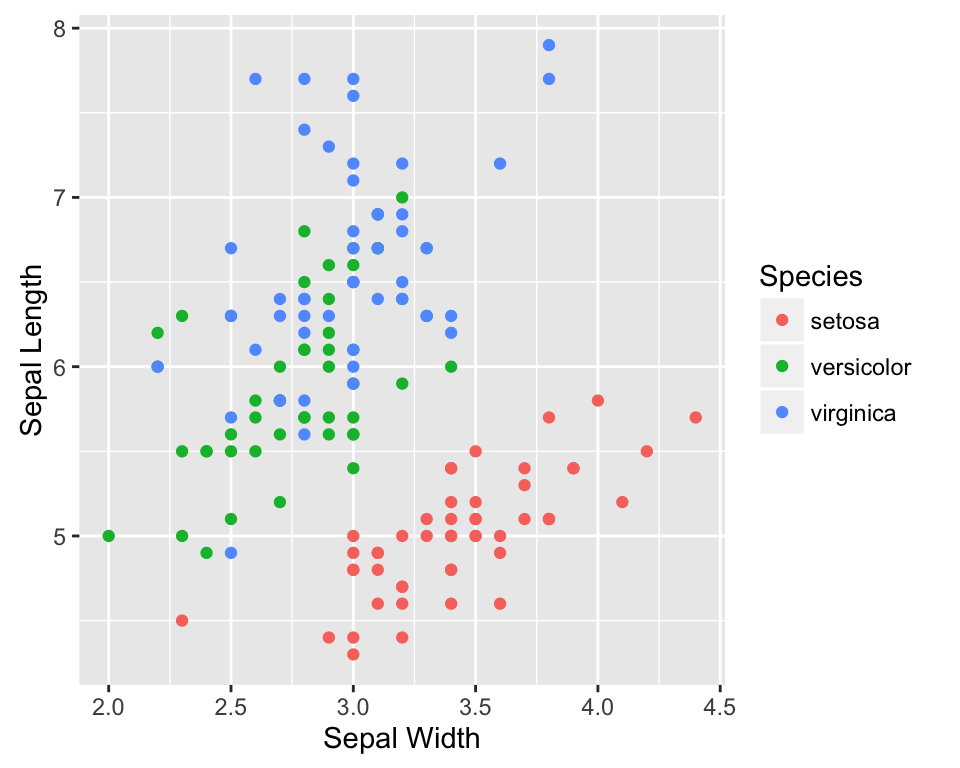 8
7
6
5
Sepal Length
2.0 2.5 3.0 3.5 4.0 4.5
Sepal Width
Species
setosa
versicolor
virginica